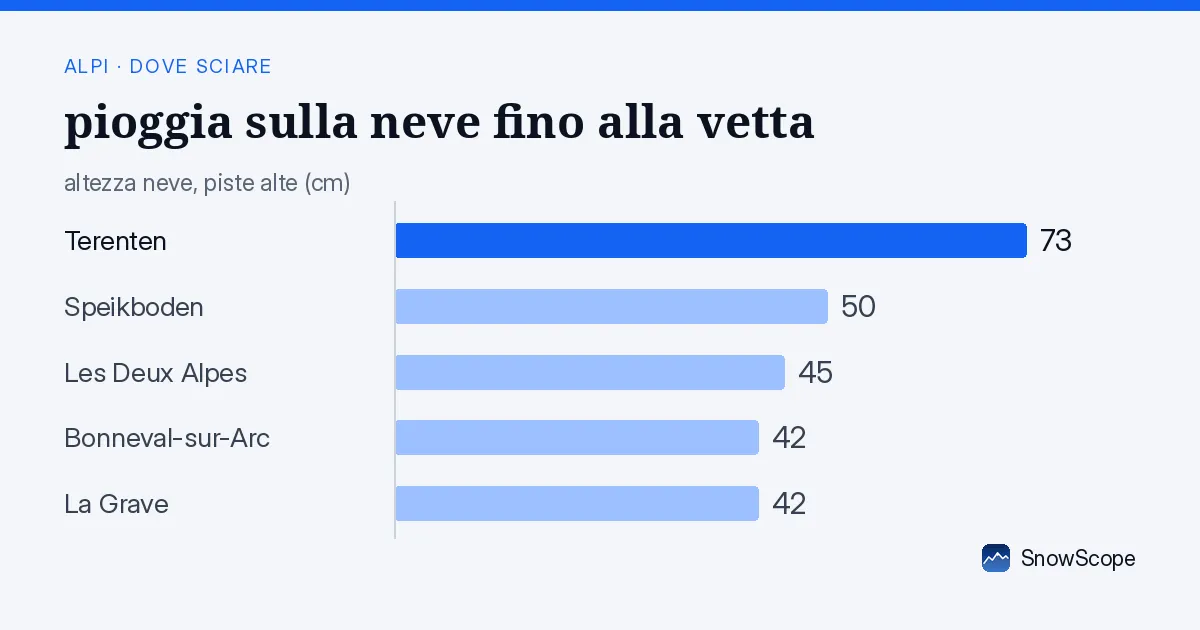 ALPI · DOVE SCIARE
pioggia sulla neve fino alla vetta
altezza neve, piste alte (cm)
Terenten 73
Speikboden 50
Les Deux Alpes 45
Bonneval-sur-Arc 42
La Grave 42
SnowScope